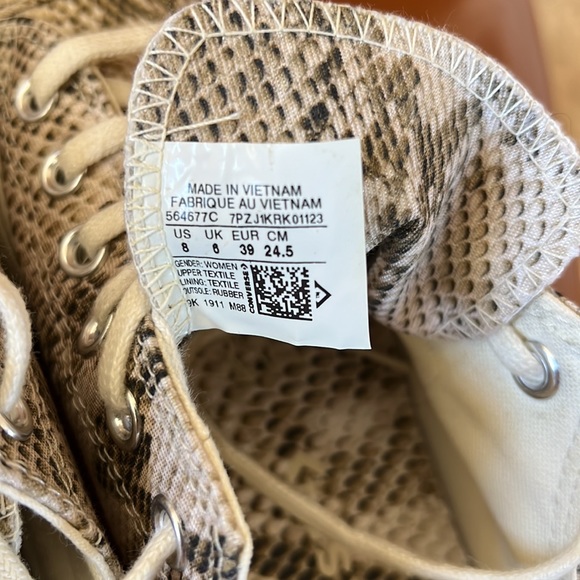 MADE IN VIETNAM
FABRIQUE AU VIETNAM
564677C 7PZJ1KRK01123
US UK EUR CM
8 6 39 24.5
GENDER: WOMEN
UPPER TEXTILE
LINING: TEXTILE
OUTSOLE: RUBBER
1911 M88
CONVERSE